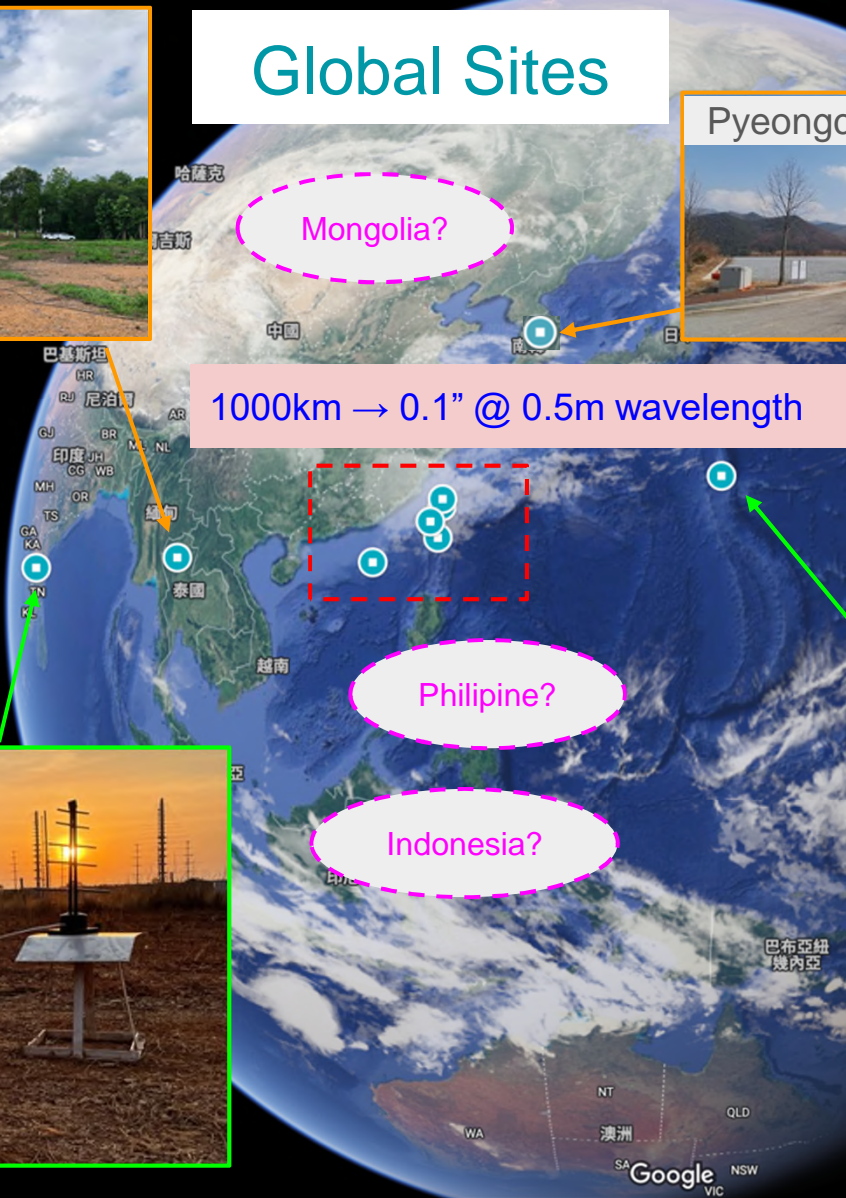 Global Sites
Pyeongc
哈薩克
吉斯
Mongolia?
中國
南韓
日
巴基斯坦
HR
RJ
尼泊爾
AR
1000km → 0.1” @ 0.5m wavelength
GJ
BR
ML
NL
印度
JH
CG
WB
MH
OR
TS
緬甸
GA
KA
泰國
TN
KL
越南
Philipine?
亞
Indonesia?
巴布亞紐
幾內亞
NT
QLD
WA
澳洲
SA
Google
NSW
VIC